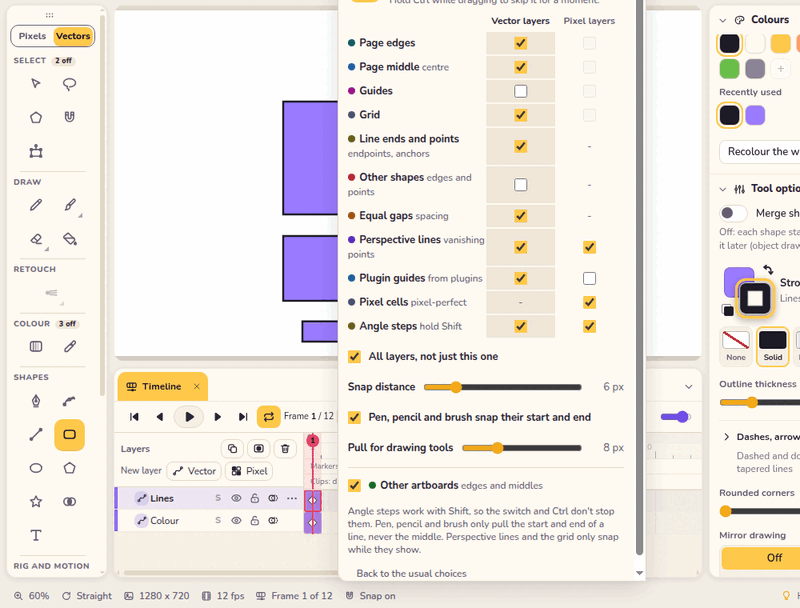 Hold Ctrl while dragging to skip it for a moment.
Vector layers
Pixel layers
Page edges
Page middle centre
Guides
Grid
Line ends and points
endpoints, anchors
-
Other shapes edges and
points
-
Equal gaps spacing
-
Perspective lines vanishing
points
Plugin guides from plugins
Pixel cells pixel-perfect
-
Angle steps hold Shift
All layers, not just this one
Snap distance
6 px
Pen, pencil and brush snap their start and end
Pull for drawing tools
8 px
Other artboards edges and middles
Angle steps work with Shift, so the switch and Ctrl don't stop
them. Pen, pencil and brush only pull the start and end of a
line, never the middle. Perspective lines and the grid only snap
while they show.
Back to the usual choices
Pixels
Vectors
SELECT
2 off
DRAW
RETOUCH
COLOUR
3 off
SHAPES
T
RIG AND MOTION
Timeline
Frame 1 / 12
Layers
New layer
Vector
Pixel
1
Markers
Clips: d
Lines
S
Colour
S
Colours
Recently used
Recolour the w
Tool optio
Merge sh
Off: each shape sta
it later (object draw
Stro
Lines
None
Solid
Outline thickness
Dashes, arrow
Dashed and do
tapered lines
Rounded corners
Mirror drawing
Off
60%
Straight
1280 x 720
12 fps
Frame 1 of 12
Snap on